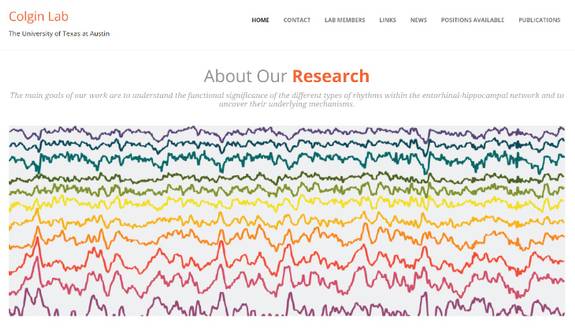 Colgin Lab
The University of Texas at Austin
HOME CONTACT LAB MEMBERS LINKS NEWS POSITIONS AVAILABLE PUBLICATIONS
About Our Research
The main goals of our work are to understand the functional significance of the different types of rhythms within the entorhinal-hippocampal network and to
uncover their underlying mechanisms.